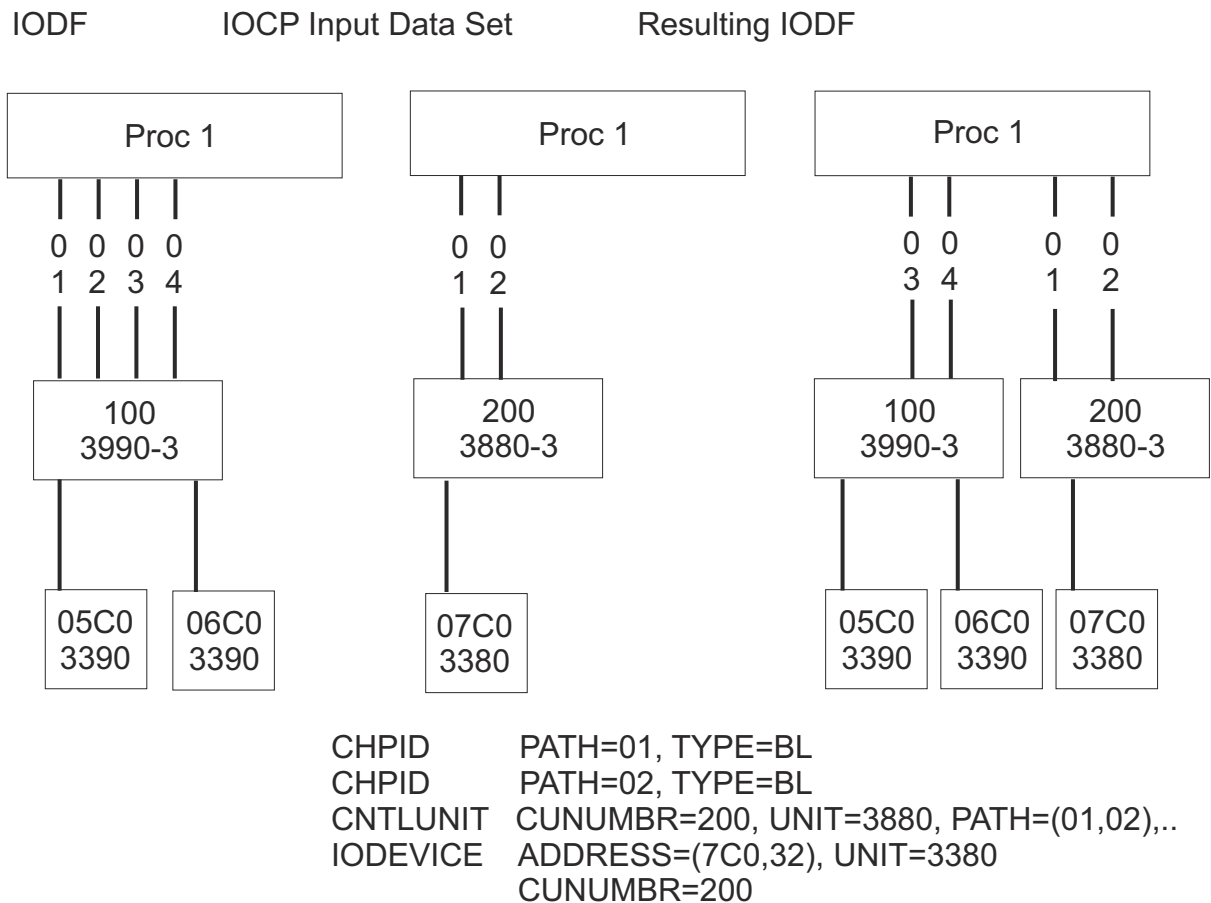 IODF IOCP Input Data Set Resulting IODF
Proc 1 Proc 1 Proc 1
0 0 0 0 0 0 0 0 0 0
1 2 3 4 1 2 3 4 1 2
100 200 100 200
3990-3 3880-3 3990-3 3880-3
05C0 06C0 07C0 05C0 06C0 07C0
3390 3390 3380 3390 3390 3380
CHPID PATH=01, TYPE=BL
CHPID PATH=02, TYPE=BL
CNTLUNIT CUNUMBR=200, UNIT=3880, PATH=(01,02),..
IODEVICE ADDRESS=(7C0,32), UNIT=3380
CUNUMBR=200